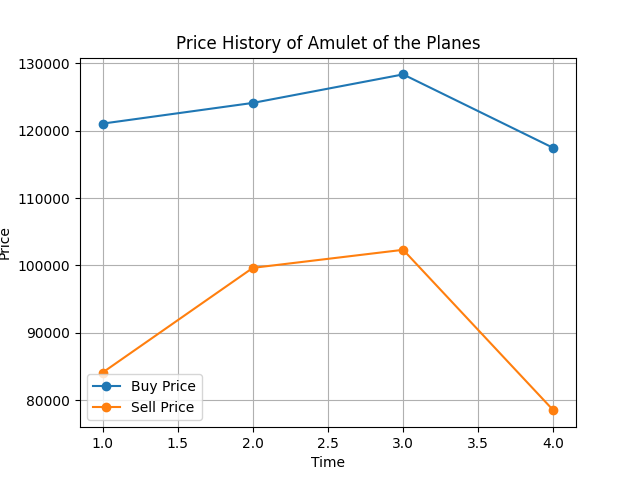 Price History of Amulet of the Planes
Price
130000
120000
110000
100000
90000
80000
Buy Price
Sell Price
1.0 1.5 2.0 2.5 3.0 3.5 4.0
Time